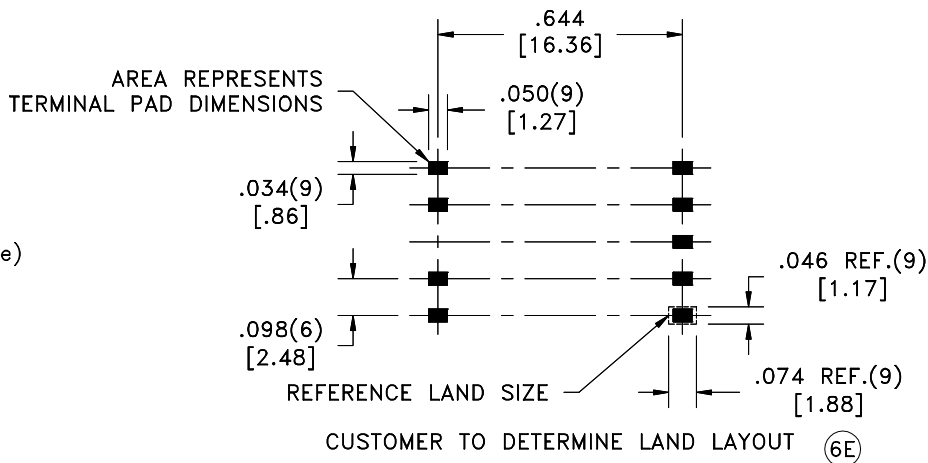 .644
[16.36]
AREA REPRESENTS
TERMINAL PAD DIMENSIONS
.050(9)
[1.27]
.034(9)
[.86]
e)
.046 REF.(9)
[1.17]
.098(6)
[2.48]
REFERENCE LAND SIZE
.074 REF.(9)
[1.88]
CUSTOMER TO DETERMINE LAND LAYOUT 6E